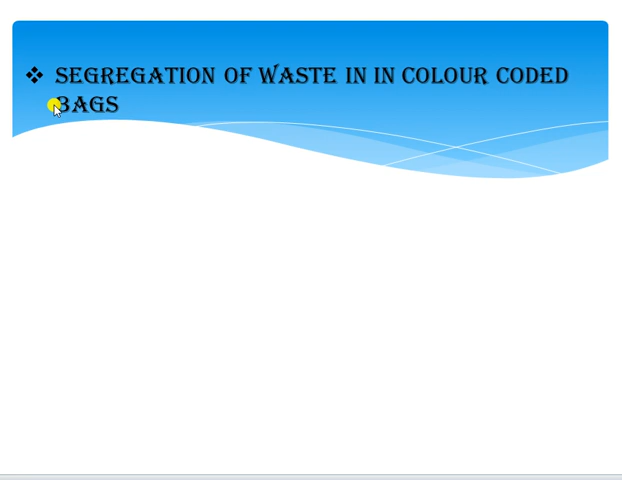 ❖ SEGREGATION OF WASTE IN IN COLOUR CODED
BAGS